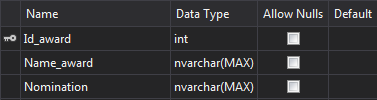 Name Data Type Allow Nulls Default
Id_award int
Name_award nvarchar(MAX)
Nomination nvarchar(MAX)